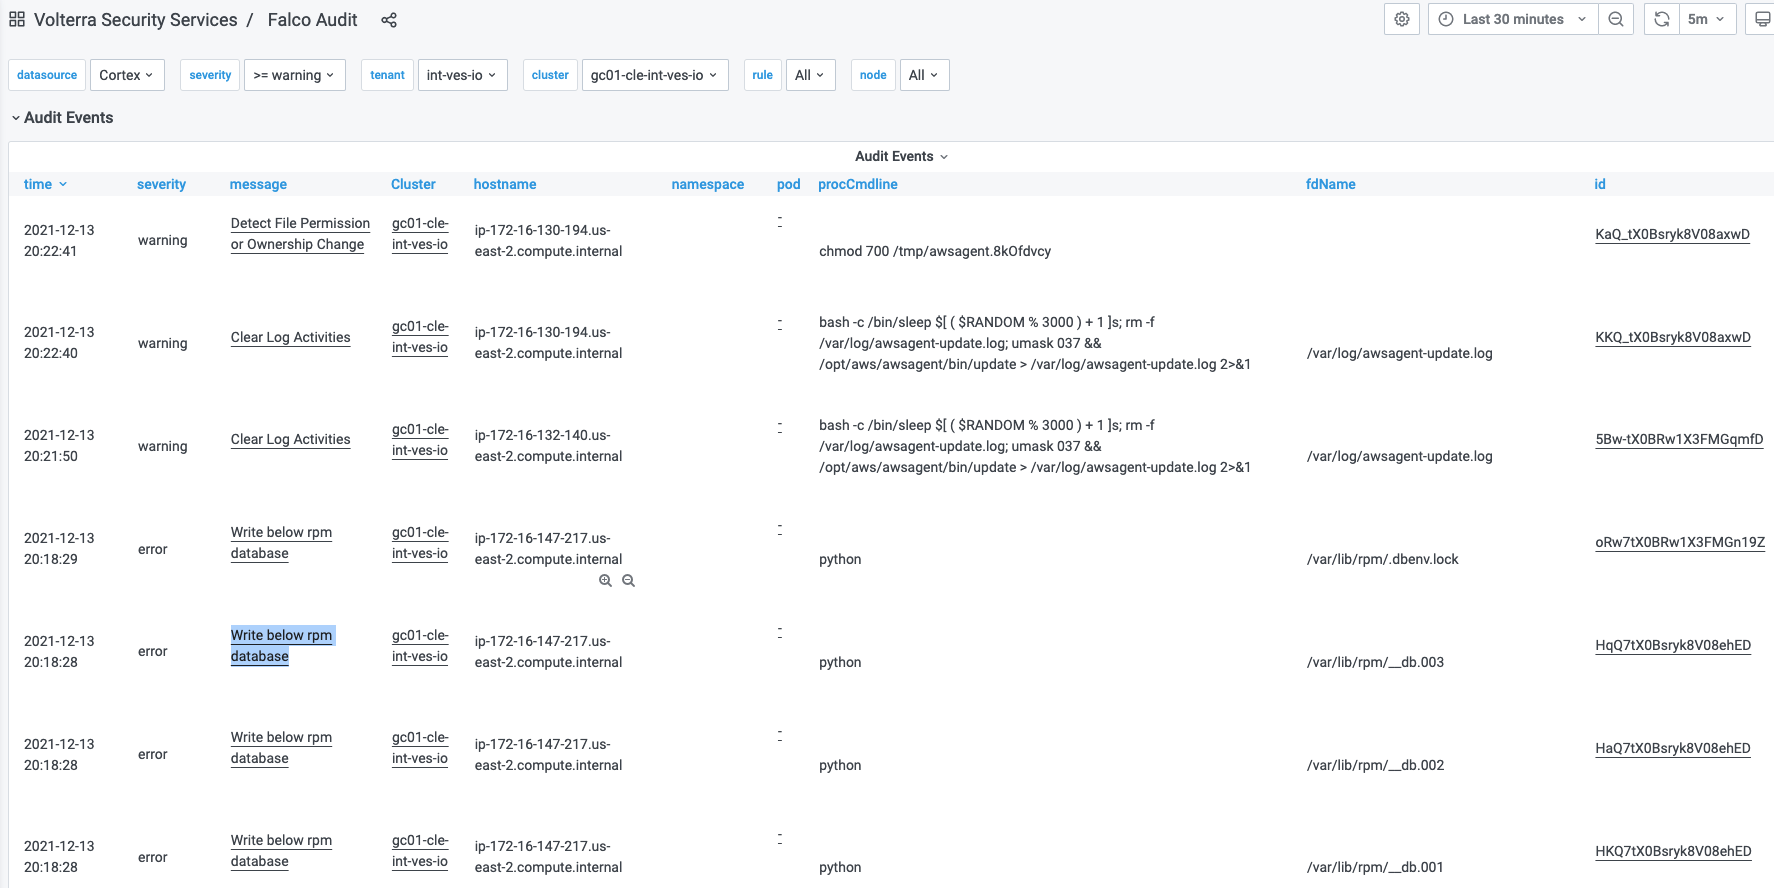 Volterra Security Services / Falco Audit
Last 30 minutes
5m
datasource Cortex severity >= warning tenant int-ves-io cluster gc01-cle-int-ves-io rule All node All
Audit Events
Audit Events
time severity message Cluster hostname namespace pod procCmdline fdName id
2021-12-13
20:22:41
warning
Detect File Permission
or Ownership Change
gc01-cle-
int-ves-io
ip-172-16-130-194.us-
east-2.compute.internal
-
chmod 700 /tmp/awsagent.8kOfdvcy
KaQ_tX0Bsryk8V08axwD
2021-12-13
20:22:40
warning
Clear Log Activities
gc01-cle-
int-ves-io
ip-172-16-130-194.us-
east-2.compute.internal
-
bash -c /bin/sleep $[ ( $RANDOM % 3000 ) + 1 ]s; rm -f
/var/log/awsagent-update.log; umask 037 &&
/opt/aws/awsagent/bin/update > /var/log/awsagent-update.log 2>&1
/var/log/awsagent-update.log
KKQ_tX0Bsryk8V08axwD
2021-12-13
20:21:50
warning
Clear Log Activities
gc01-cle-
int-ves-io
ip-172-16-132-140.us-
east-2.compute.internal
-
bash -c /bin/sleep $[ ( $RANDOM % 3000 ) + 1 ]s; rm -f
/var/log/awsagent-update.log; umask 037 &&
/opt/aws/awsagent/bin/update > /var/log/awsagent-update.log 2>&1
/var/log/awsagent-update.log
5Bw-tX0BRw1X3FMGqmfD
2021-12-13
20:18:29
error
Write below rpm
database
gc01-cle-
int-ves-io
ip-172-16-147-217.us-
east-2.compute.internal
-
python
/var/lib/rpm/.dbenv.lock
oRw7tX0BRw1X3FMGn19Z
2021-12-13
20:18:28
error
Write below rpm
database
gc01-cle-
int-ves-io
ip-172-16-147-217.us-
east-2.compute.internal
-
python
/var/lib/rpm/__db.003
HqQ7tX0Bsryk8V08ehED
2021-12-13
20:18:28
error
Write below rpm
database
gc01-cle-
int-ves-io
ip-172-16-147-217.us-
east-2.compute.internal
-
python
/var/lib/rpm/__db.002
HaQ7tX0Bsryk8V08ehED
2021-12-13
20:18:28
error
Write below rpm
database
gc01-cle-
int-ves-io
ip-172-16-147-217.us-
east-2.compute.internal
-
python
/var/lib/rpm/__db.001
HKQ7tX0Bsryk8V08ehED